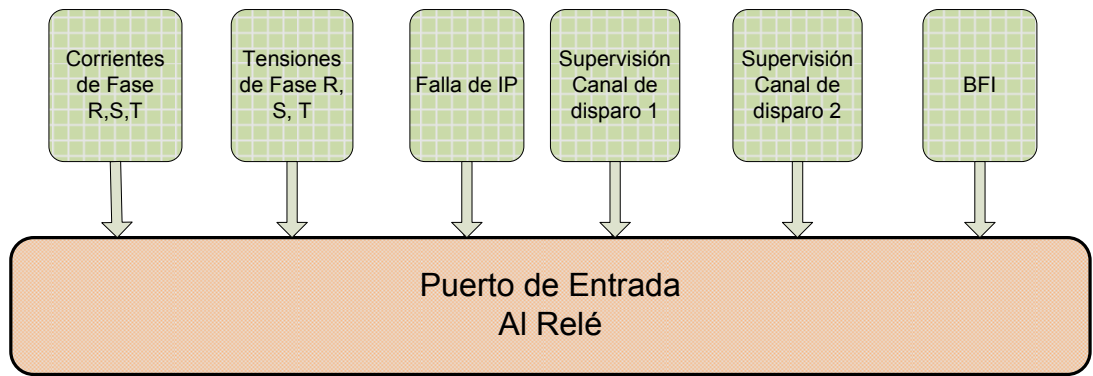 Corrientes
de Fase
R,S,T
Tensiones
de Fase R,
S, T
Falla de IP
Supervisión
Canal de
disparo 1
Supervisión
Canal de
disparo 2
BFI
Puerto de Entrada
Al Relé